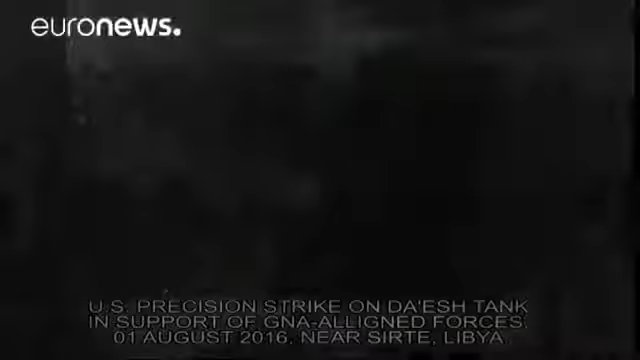 euronews.
U.S. PRECISION STRIKE ON DA'ESH TANK
IN SUPPORT OF GNA-ALLIGNED FORCES.
01 AUGUST 2016, NEAR SIRTE, LIBYA.